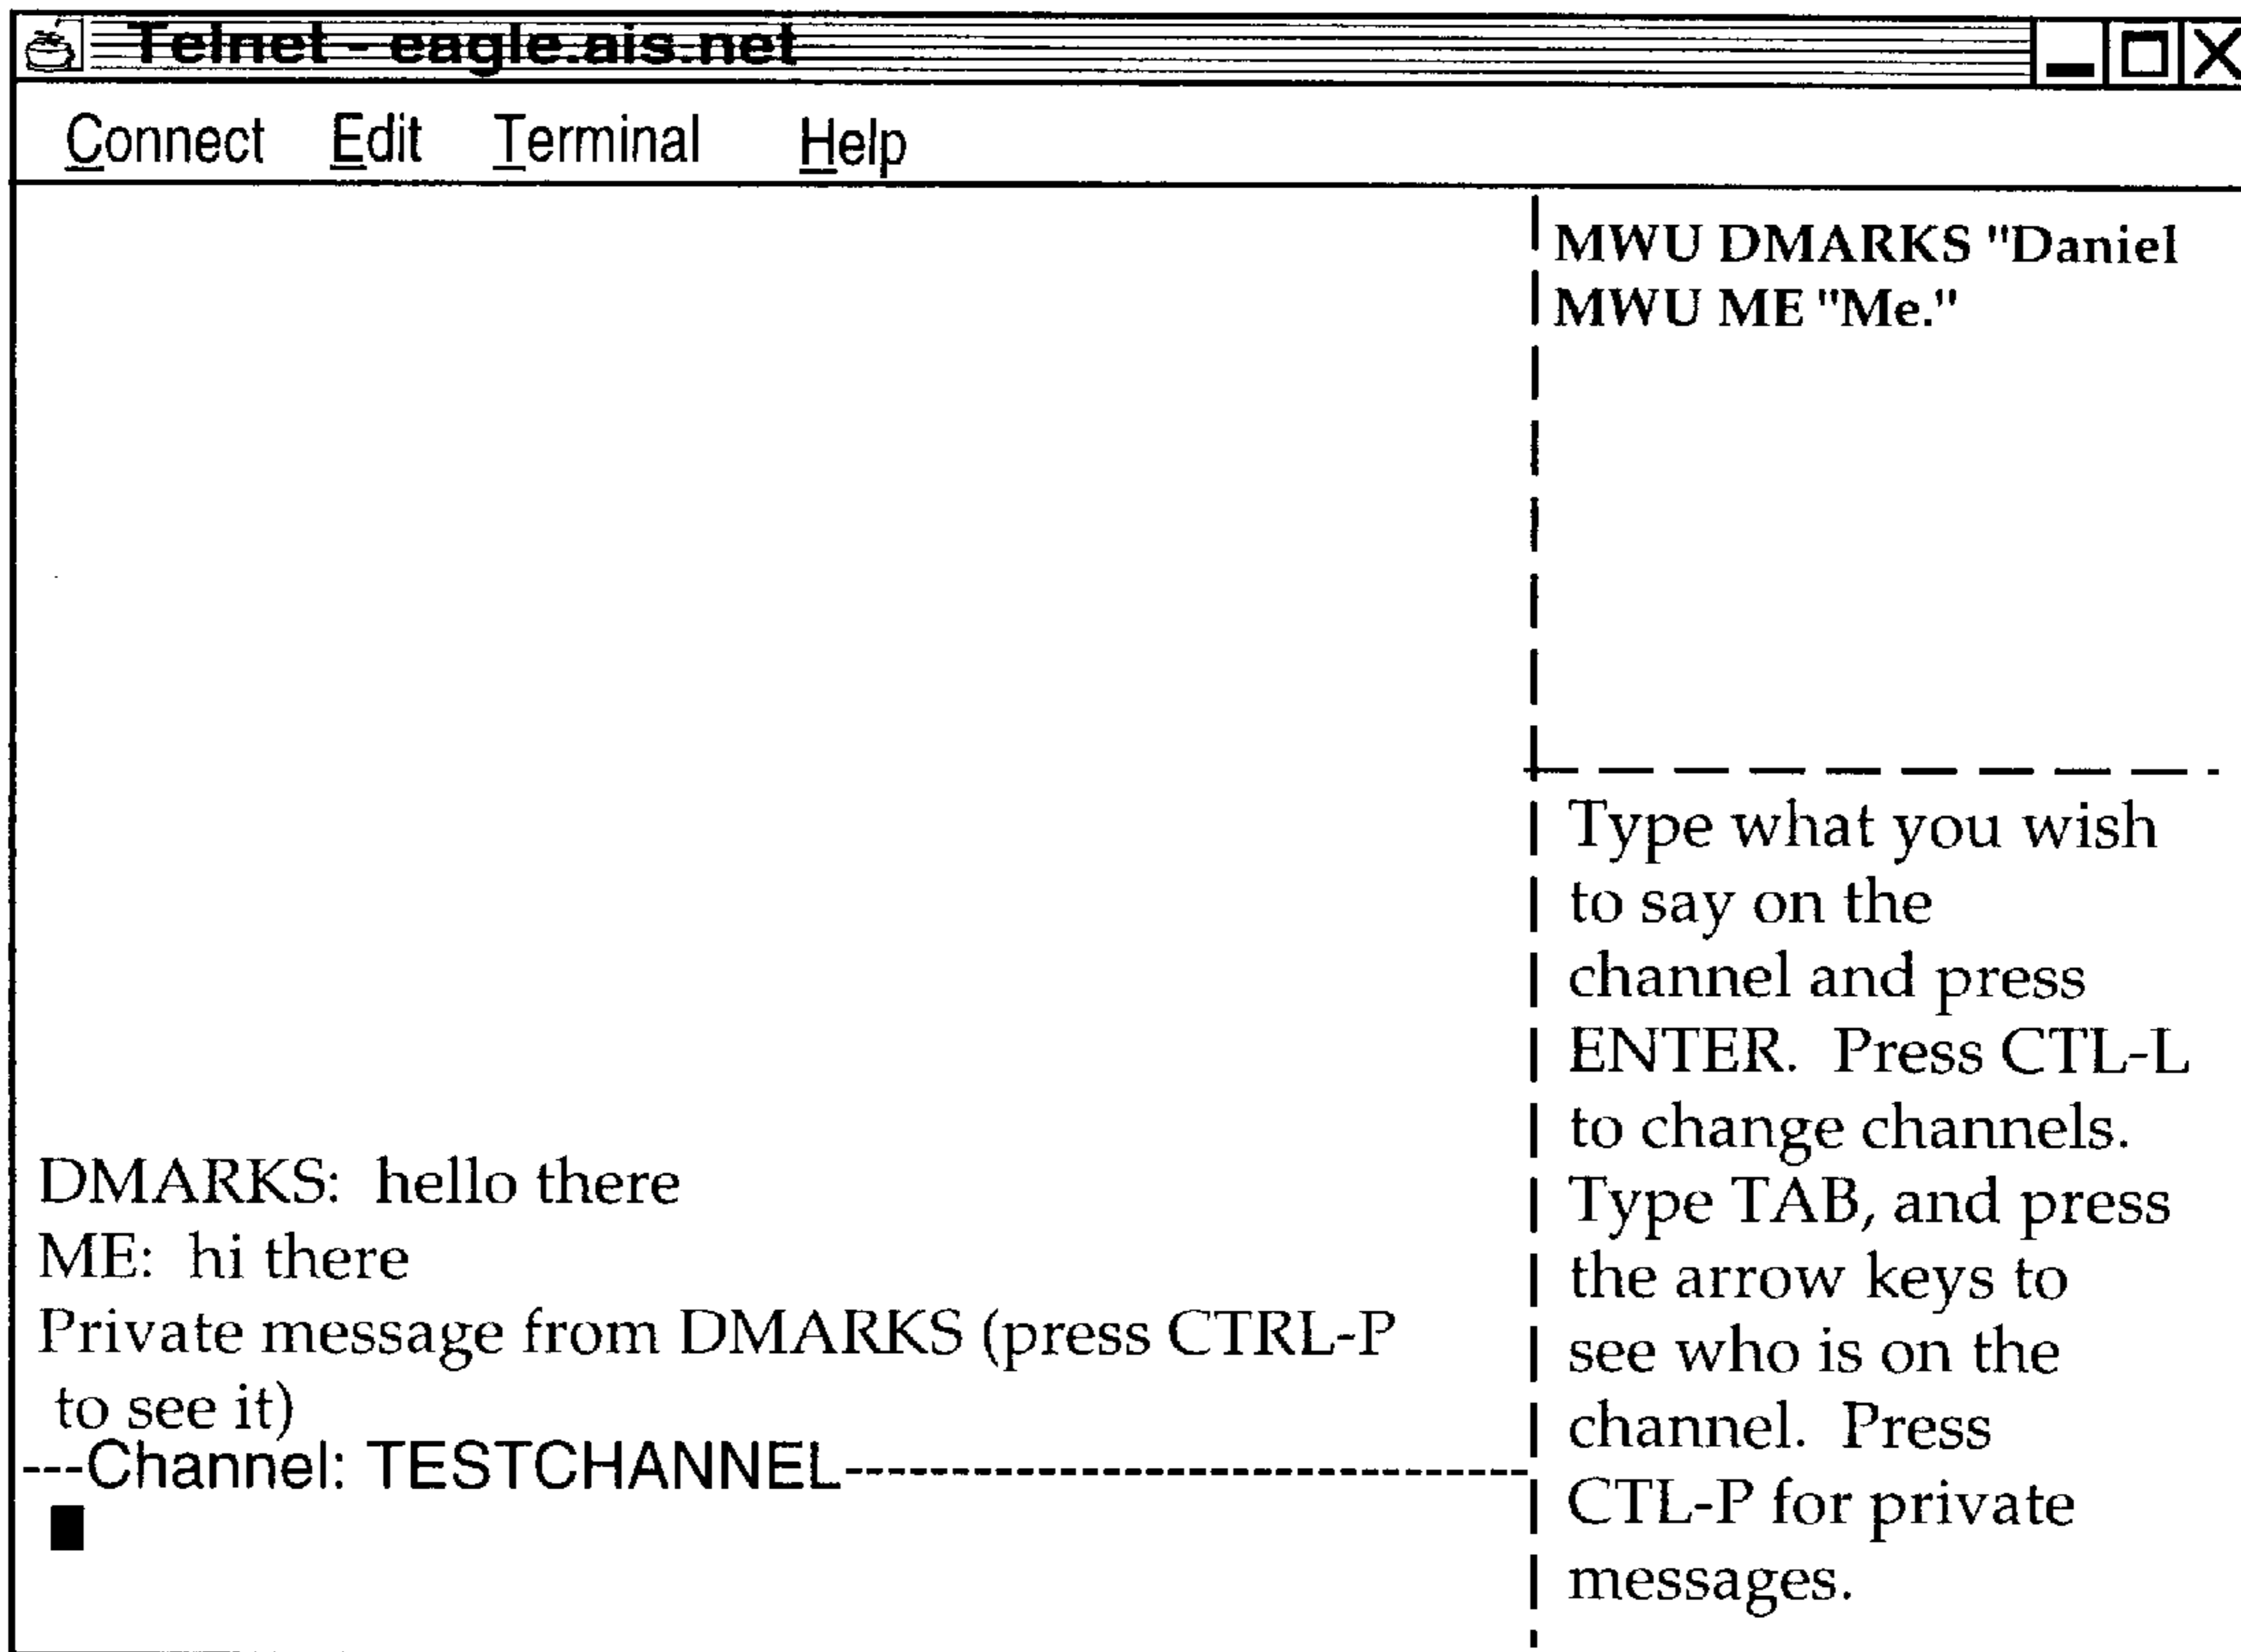 Telnet - eagle.ais.net
Connect Edit Terminal Help
MWU DMARKS "Daniel
MWU ME "Me."
DMARKS: hello there
ME: hi there
Private message from DMARKS (press CTRL-P
to see it)
---Channel: TESTCHANNEL-------------------------------
Type what you wish
to say on the
channel and press
ENTER. Press CTL-L
to change channels.
Type TAB, and press
the arrow keys to
see who is on the
channel. Press
CTL-P for private
messages.